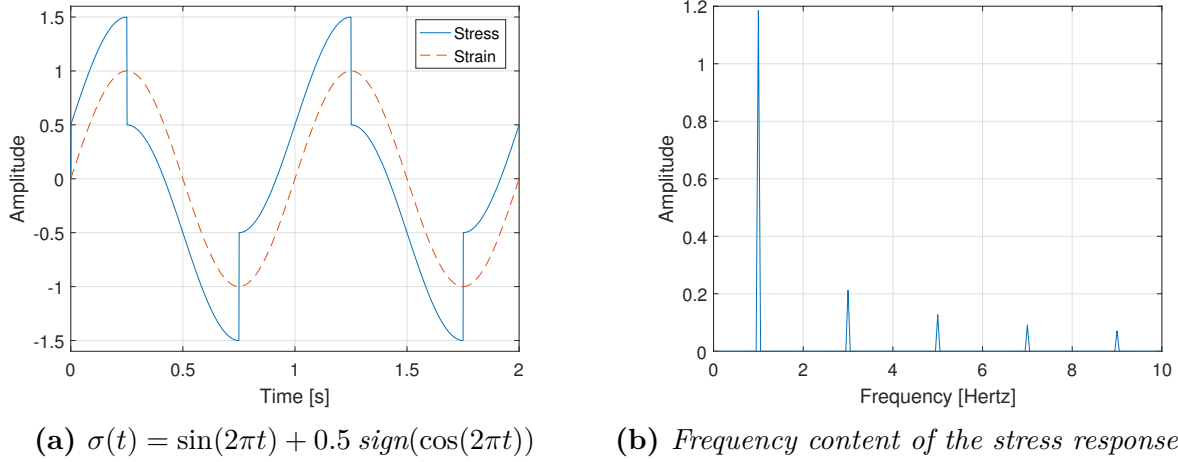 1.5
1
0.5
0
-0.5
-1
-1.5
Amplitude
Stress
Strain
0 0.5 1 1.5 2
Time [s]
(a) σ(t) = sin(2πt) + 0.5 sign(cos(2πt))
1.2
1
0.8
0.6
0.4
0.2
0
Amplitude
0 2 4 6 8 10
Frequency [Hertz]
(b) Frequency content of the stress response